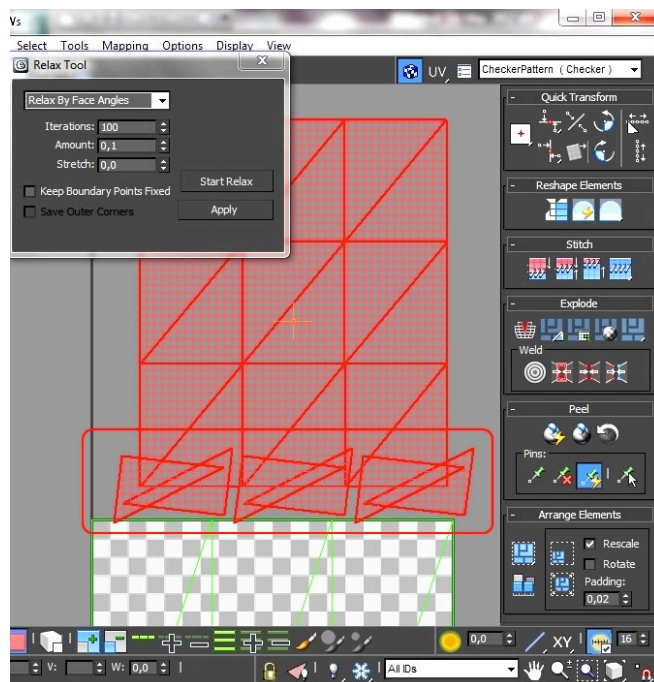 Vs
Select Tools Mapping Options Display View
Relax Tool
UV
CheckerPattern ( Checker )
Relax By Face Angles
Iterations: 100
Amount: 0,1
Stretch: 0,0
Keep Boundary Points Fixed
Start Relax
Save Outer Corners
Apply
- Quick Transform
- Reshape Elements
- Stitch
- Explode
Weld
- Peel
Pins:
- Arrange Elements
Rescale
Rotate
Padding:
0,02
0,0
XY
16
V:
W: 0,0
All IDs